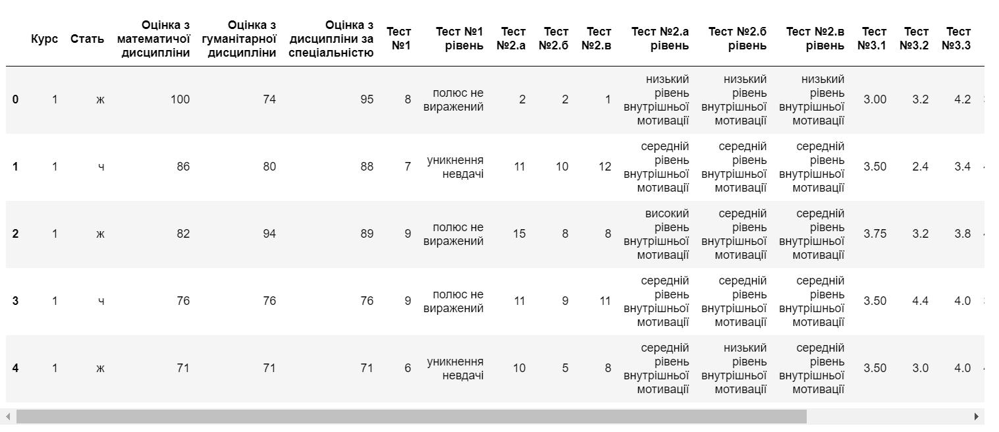 Курс Стать Оцінка з математичої дисципліни Оцінка з гуманітарної дисципліни Оцінка з дисципліни за спеціальністю Тест №1 Тест №1 рівень Тест №2.а Тест №2.б Тест №2.в Тест №2.а рівень Тест №2.б рівень Тест №2.в рівень Тест №3.1 Тест №3.2 Тест №3.3
0 1 ж 100 74 95 8 полюс не виражений 2 2 1 низький рівень внутрішньої мотивації низький рівень внутрішньої мотивації низький рівень внутрішньої мотивації 3.00 3.2 4.2
1 1 ч 86 80 88 7 уникнення невдачі 11 10 12 середній рівень внутрішньої мотивації середній рівень внутрішньої мотивації середній рівень внутрішньої мотивації 3.50 2.4 3.4
2 1 ж 82 94 89 9 полюс не виражений 15 8 8 високий рівень внутрішньої мотивації середній рівень внутрішньої мотивації середній рівень внутрішньої мотивації 3.75 3.2 3.8
3 1 ч 76 76 76 9 полюс не виражений 11 9 11 середній рівень внутрішньої мотивації середній рівень внутрішньої мотивації середній рівень внутрішньої мотивації 3.50 4.4 4.0
4 1 ж 71 71 71 6 уникнення невдачі 10 5 8 середній рівень внутрішньої мотивації низький рівень внутрішньої мотивації середній рівень внутрішньої мотивації 3.50 3.0 4.0